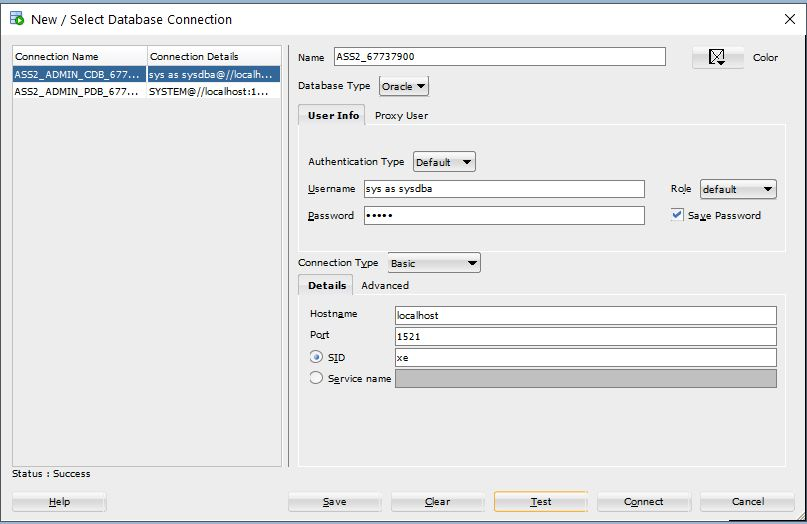 New / Select Database Connection
Connection Name Connection Details
ASS2_ADMIN_CDB_677... sys as sysdba@//localh...
ASS2_ADMIN_PDB_677... SYSTEM@//localhost:1...
Name ASS2_67737900 Color
Database Type Oracle
User Info Proxy User
Authentication Type Default
Username sys as sysdba Role default
Password ••••• Save Password
Connection Type Basic
Details Advanced
Hostname localhost
Port 1521
SID xe
Service name
Status : Success
Help Save Clear Test Connect Cancel